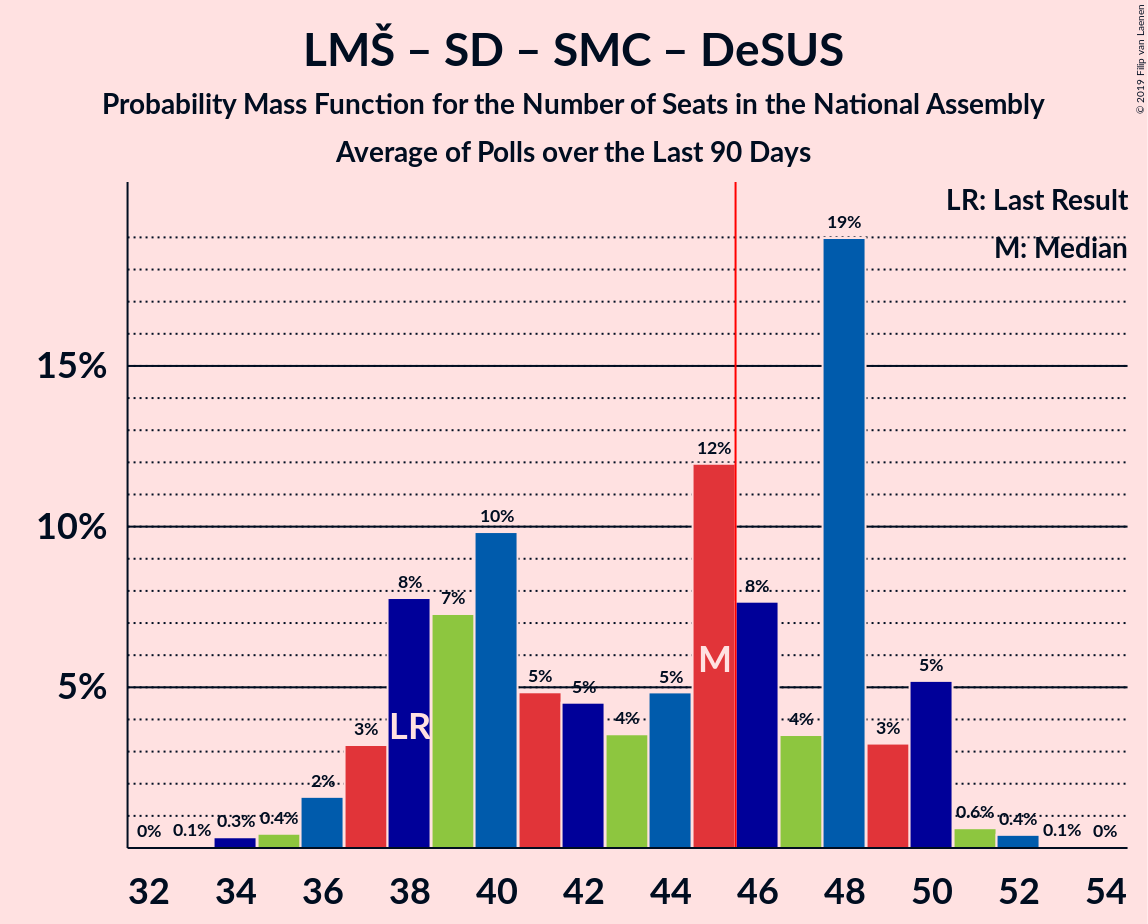 LMŠ – SD – SMC – DeSUS
Probability Mass Function for the Number of Seats in the National Assembly
Average of Polls over the Last 90 Days
© 2019 Filip van Laenen
LR: Last Result
M: Median
15%
10%
5%
0%
0.1%
0.3%
0.4%
2%
3%
8%
7%
10%
5%
5%
4%
5%
12%
8%
4%
19%
3%
5%
0.6%
0.4%
0.1%
0%
LR
M
32 34 36 38 40 42 44 46 48 50 52 54